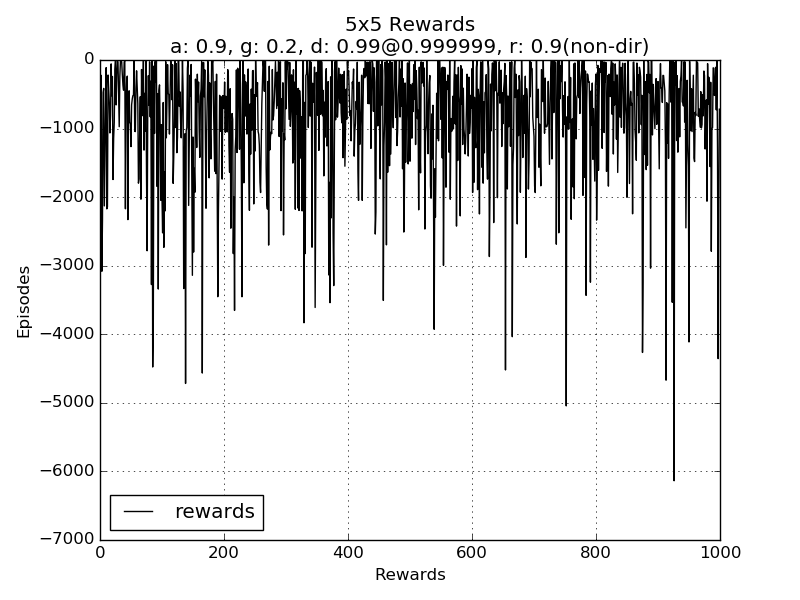 5x5 Rewards
a: 0.9, g: 0.2, d: 0.99@0.999999, r: 0.9(non-dir)
0
−1000
−2000
−3000
−4000
−5000
−6000
−7000
Episodes
rewards
0 200 400 600 800 1000
Rewards